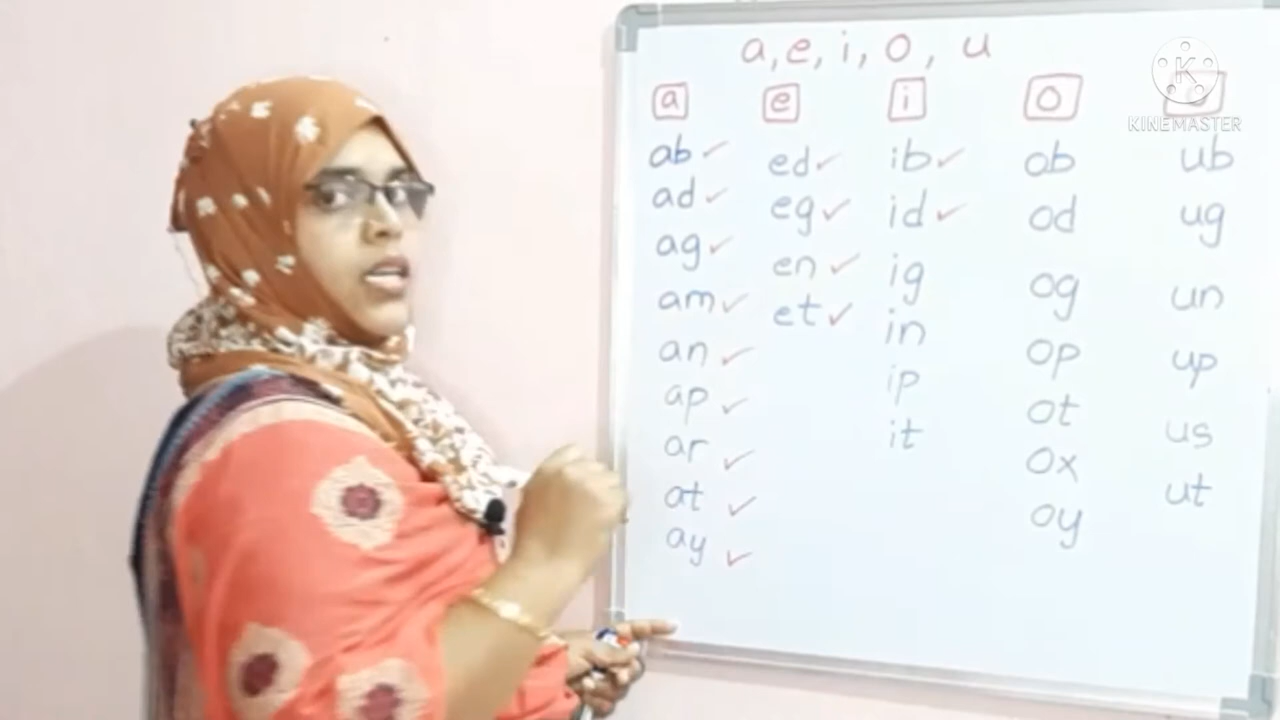 a, e, i, o, u
a e i o
ab ✓ ed ✓ ib ✓ ob ub
ad ✓ eg ✓ id ✓ od ug
ag ✓ en ✓ ig og un
am ✓ et ✓ in op up
an ✓ ip ot us
ap ✓ it ox ut
ar ✓ oy
at ✓
ay ✓
K
KINEMASTER